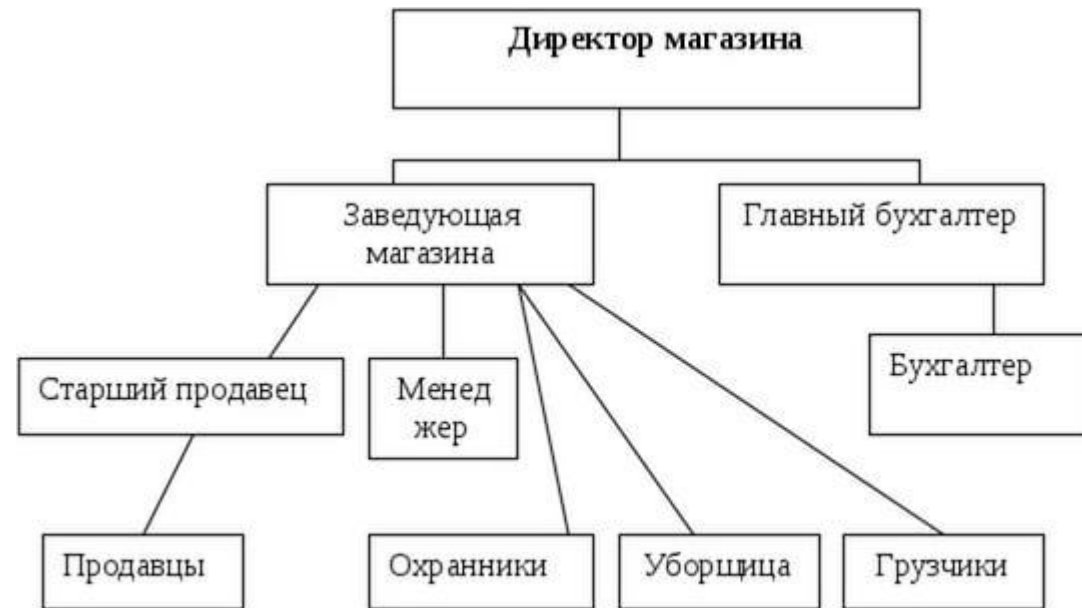 Директор магазина
Заведующая
магазина
Главный бухгалтер
Старший продавец
Менед
жер
Бухгалтер
Продавцы
Охранники
Уборщица
Грузчики